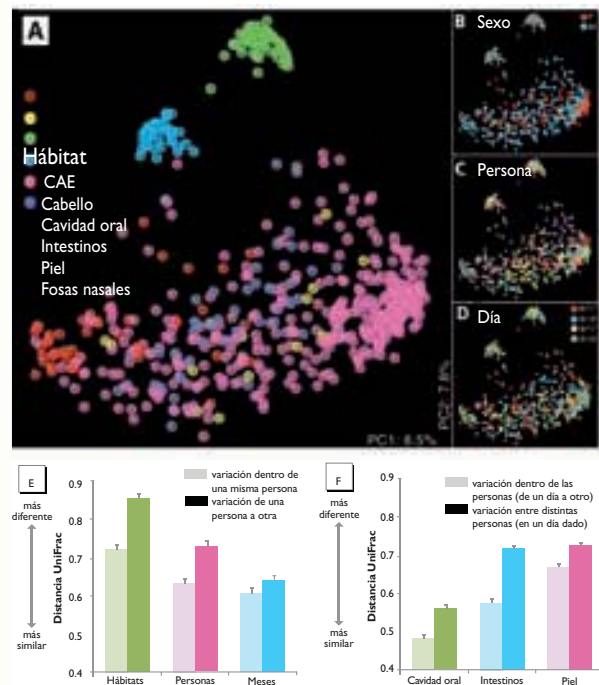 A
Hábitat
CAE
Cabello
Cavidad oral
Intestinos
Piel
Fosas nasales
PC1: 8.5%
PC2: 7.8%
B Sexo
C Persona
D Día
E
más
diferente
más
similar
Distancia UniFrac
0.9
0.8
0.7
0.6
0.5
0.4
variación dentro de
una misma persona
variación de una
persona a otra
Hábitats
Personas
Meses
F
más
diferente
más
similar
Distancia UniFrac
0.9
0.8
0.7
0.6
0.5
0.4
variación dentro de las
personas (de un día a otro)
variación entre distintas
personas (en un día dado)
Cavidad oral
Intestinos
Piel